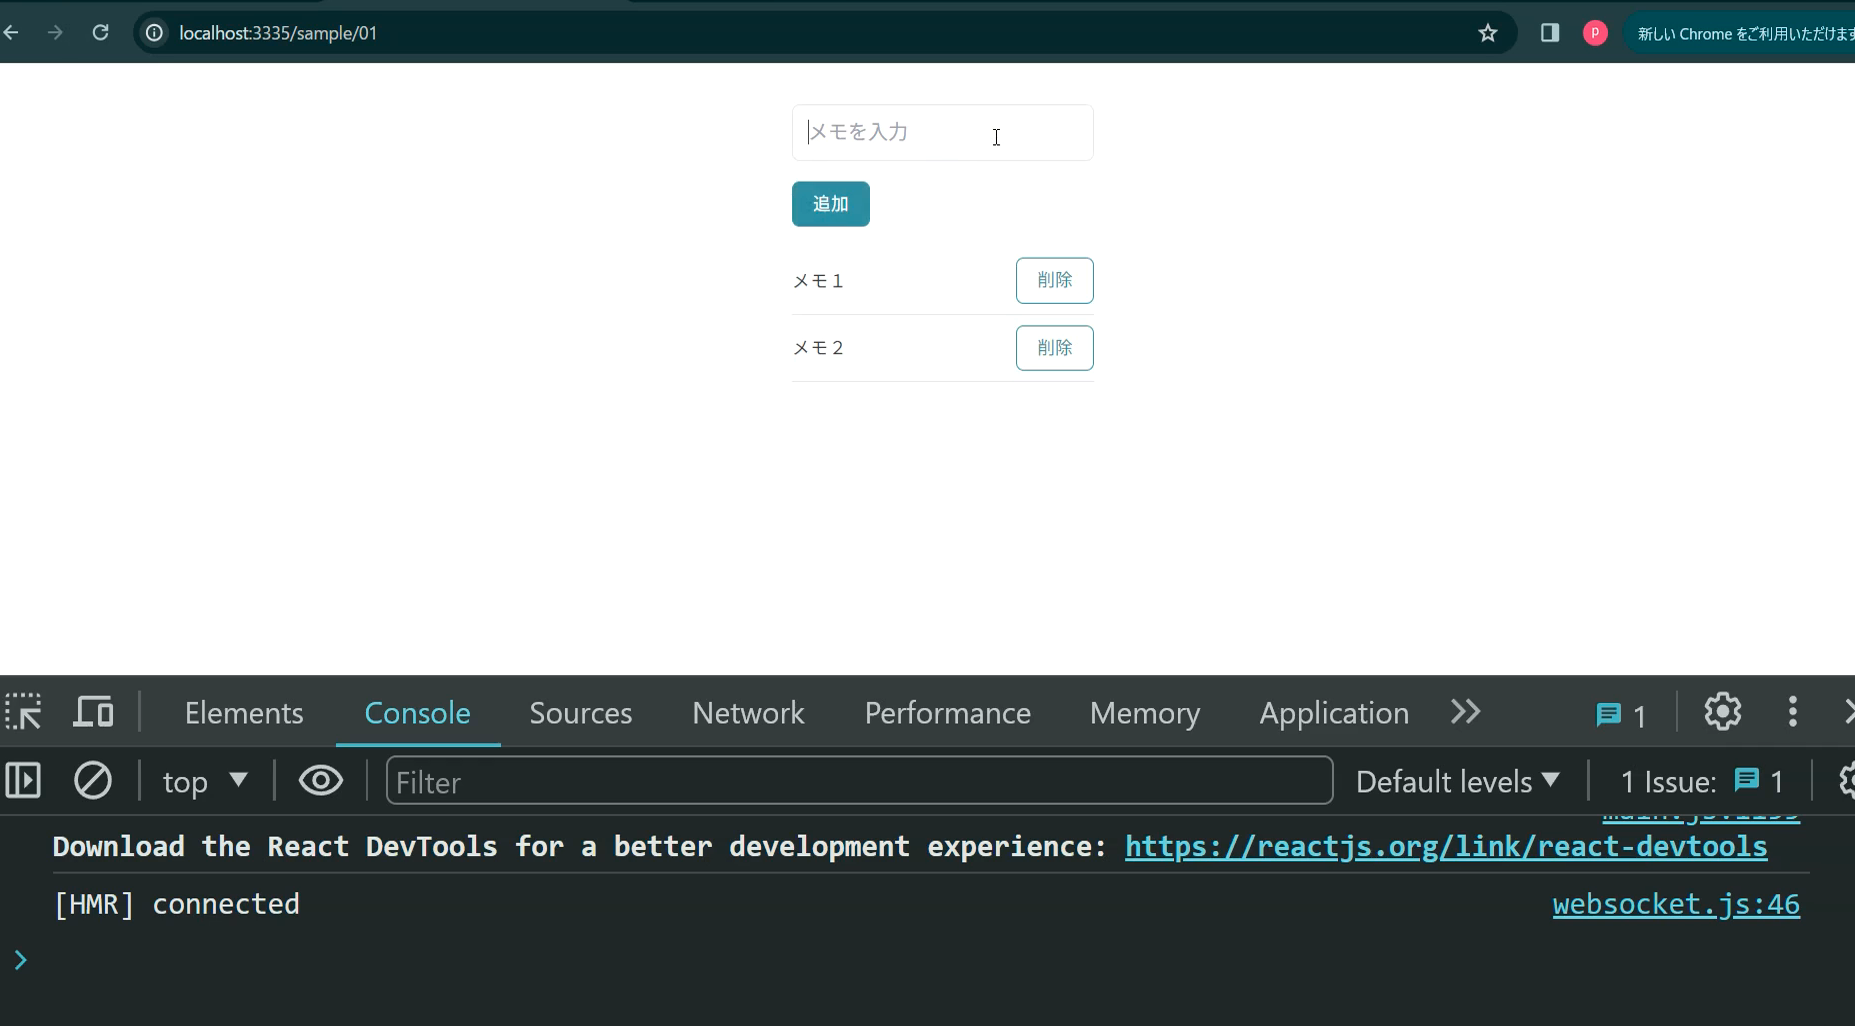 localhost:3335/sample/01
P
新しい Chrome をご利用いただけます
メモを入力
追加
メモ 1 削除
メモ 2 削除
Elements Console Sources Network Performance Memory Application 1
top Filter Default levels 1 Issue: 1
Download the React DevTools for a better development experience: https://reactjs.org/link/react-devtools
[HMR] connected websocket.js:46